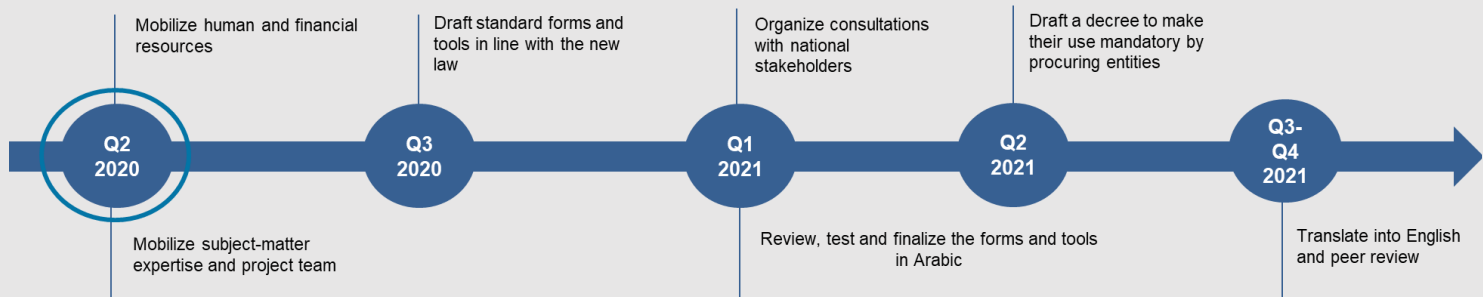 Mobilize human and financial
resources
Draft standard forms and
tools in line with the new
law
Organize consultations
with national
stakeholders
Draft a decree to make
their use mandatory by
procuring entities
Q2
2020
Q3
2020
Q1
2021
Q2
2021
Q3-
Q4
2021
Mobilize subject-matter
expertise and project team
Review, test and finalize the forms and tools
in Arabic
Translate into English
and peer review